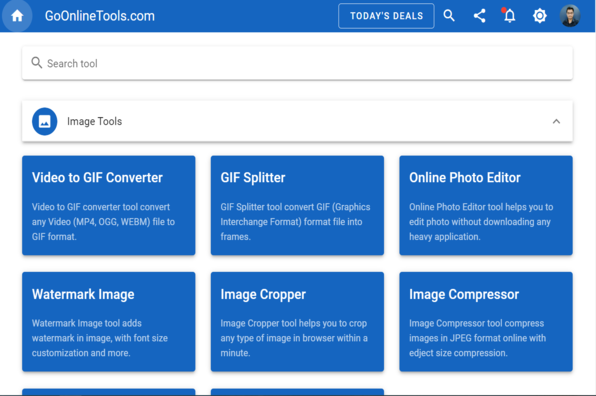 GoOnlineTools.com
TODAY'S DEALS
Search tool
Image Tools
Video to GIF Converter
Video to GIF converter tool convert
any Video (MP4, OGG, WEBM) file to
GIF format.
GIF Splitter
GIF Splitter tool convert GIF (Graphics
Interchange Format) format file into
frames.
Online Photo Editor
Online Photo Editor tool helps you to
edit photo without downloading any
heavy application.
Watermark Image
Watermark Image tool adds
watermark in image, with font size
customization and more.
Image Cropper
Image Cropper tool helps you to crop
any type of image in browser within a
minute.
Image Compressor
Image Compressor tool compress
images in JPEG format online with
edject size compression.